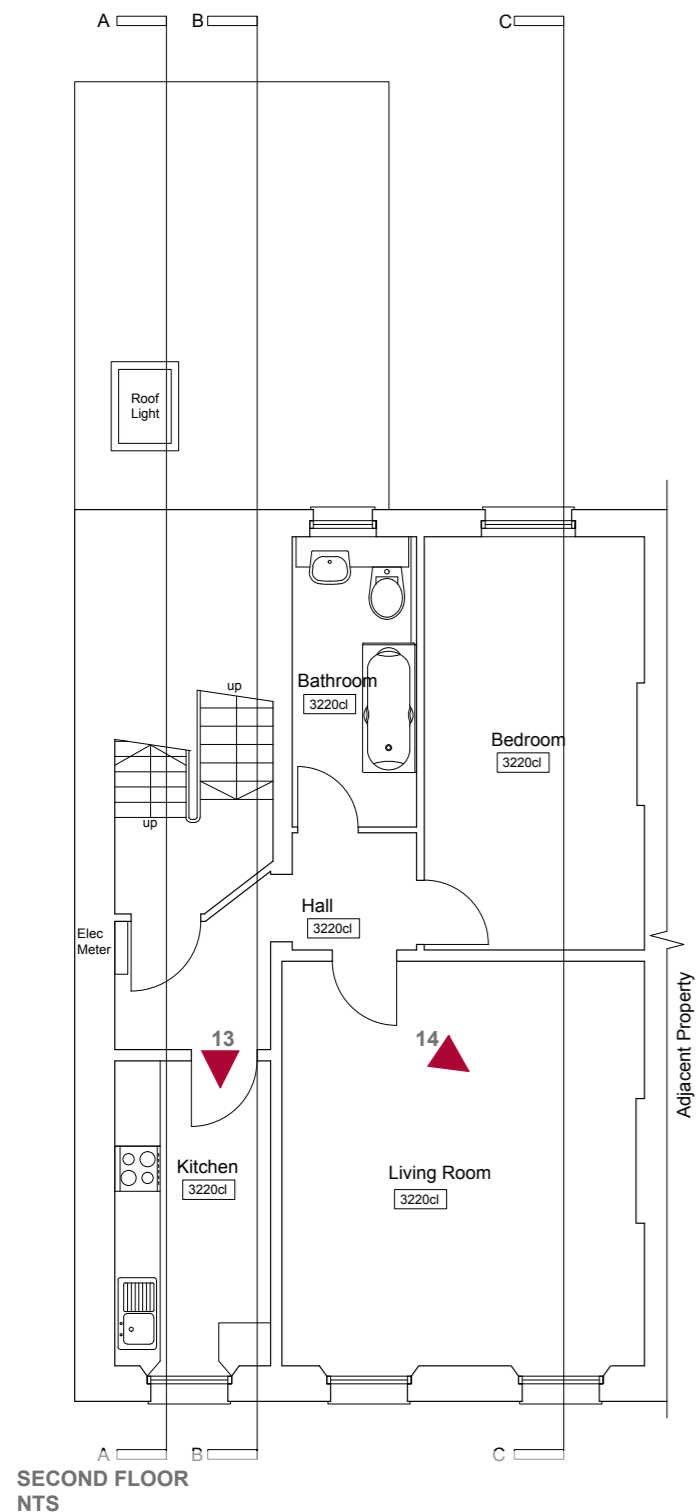 A
B
C
Roof
Light
up
Bathroom
3220cl
Bedroom
3220cl
up
Hall
3220cl
Elec
Meter
Adjacent Property
13
14
Kitchen
3220cl
Living Room
3220cl
A
B
C
SECOND FLOOR
NTS